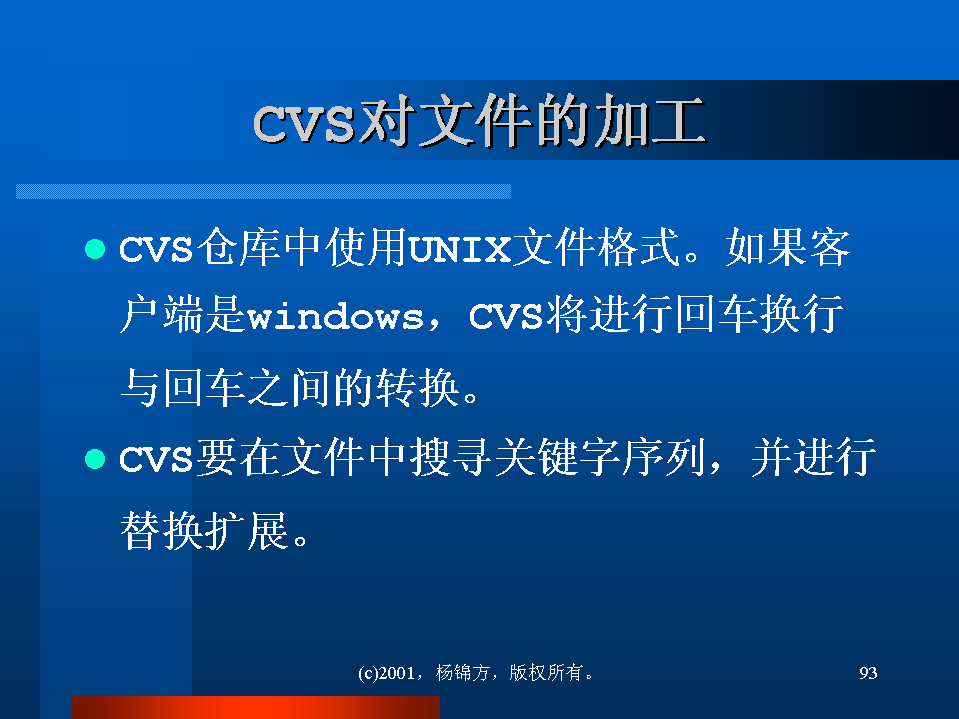 CVS对文件的加工
CVS仓库中使用UNIX文件格式。如果客
户端是windows，CVS将进行回车换行
与回车之间的转换。
CVS要在文件中搜寻关键字序列，并进行
替换扩展。
(c)2001，杨锦方，版权所有。
93